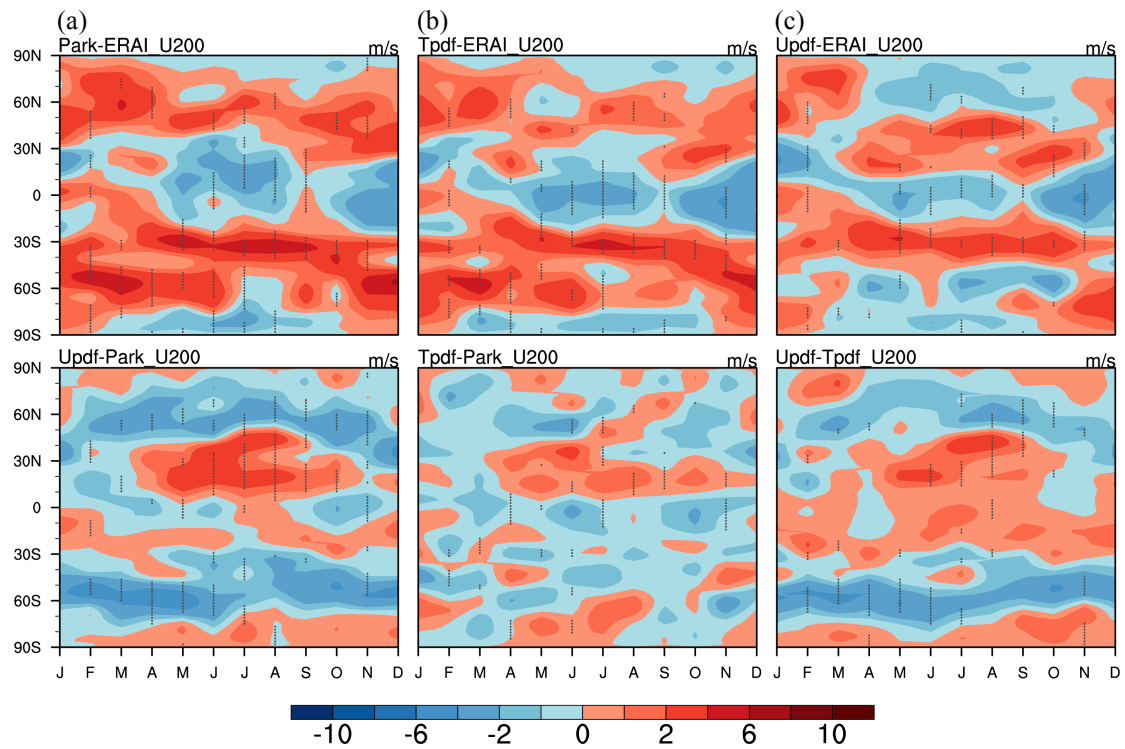 (a) (b) (c)
Park-ERAI_U200 m/s Tpdf-ERAI_U200 m/s Updf-ERAI_U200 m/s
90N
60N
30N
0
30S
60S
90S
Updf-Park_U200 m/s Tpdf-Park_U200 m/s Updf-Tpdf_U200 m/s
90N
60N
30N
0
30S
60S
90S
J F M A M J J A S O N D J F M A M J J A S O N D J F M A M J J A S O N D
-10 -6 -2 0 2 6 10